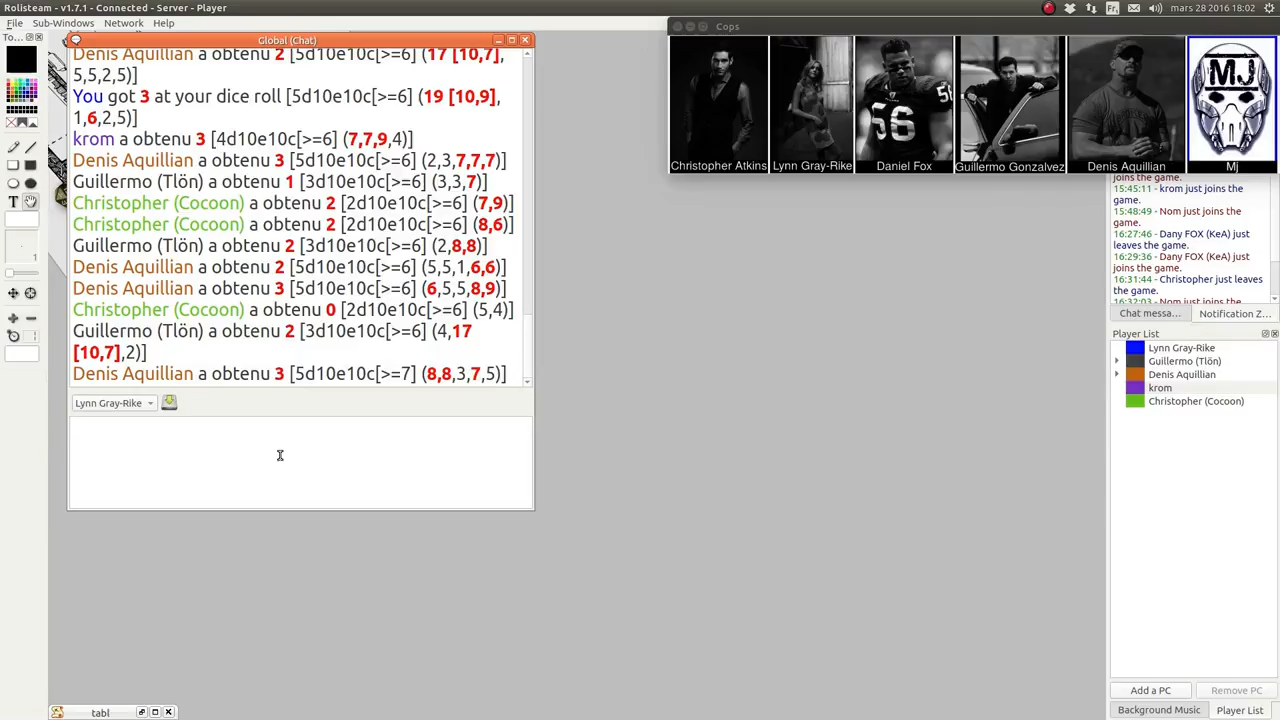 Rolisteam - v1.7.1 - Connected - Server - Player
Fr
mars 28 2016 18:02
File Sub-Windows Network Help
To...
T
1
Global (Chat)
Denis Aquillian a obtenu 2 [5d10e10c[>=6] (17 [10,7],
5,5,2,5)]
You got 3 at your dice roll [5d10e10c[>=6] (19 [10,9],
1,6,2,5)]
krom a obtenu 3 [4d10e10c[>=6] (7,7,9,4)]
Denis Aquillian a obtenu 3 [5d10e10c[>=6] (2,3,7,7,7)]
Guillermo (Tlön) a obtenu 1 [3d10e10c[>=6] (3,3,7)]
Christopher (Cocoon) a obtenu 2 [2d10e10c[>=6] (7,9)]
Christopher (Cocoon) a obtenu 2 [2d10e10c[>=6] (8,6)]
Guillermo (Tlön) a obtenu 2 [3d10e10c[>=6] (2,8,8)]
Denis Aquillian a obtenu 2 [5d10e10c[>=6] (5,5,1,6,6)]
Denis Aquillian a obtenu 3 [5d10e10c[>=6] (6,5,5,8,9)]
Christopher (Cocoon) a obtenu 0 [2d10e10c[>=6] (5,4)]
Guillermo (Tlön) a obtenu 2 [3d10e10c[>=6] (4,17
[10,7],2)]
Denis Aquillian a obtenu 3 [5d10e10c[>=7] (8,8,3,7,5)]
Lynn Gray-Rike
tabl
Cops
56
MJ
Christopher Atkins
Lynn Gray-Rike
Daniel Fox
Guillermo Gonzalvez
Denis Aquillian
Mj
joins the game.
15:45:11 - krom just joins the
game.
15:48:49 - Nom just joins the
game.
16:27:46 - Dany FOX (KeA) just
leaves the game.
16:29:36 - Dany FOX (KeA) just
joins the game.
16:31:44 - Christopher just leaves
the game.
16:32:03 - Nom just joins the
Chat messa...
Notification Z...
Player List
Lynn Gray-Rike
Guillermo (Tlön)
Denis Aquillian
krom
Christopher (Cocoon)
Add a PC
Remove PC
Background Music
Player List